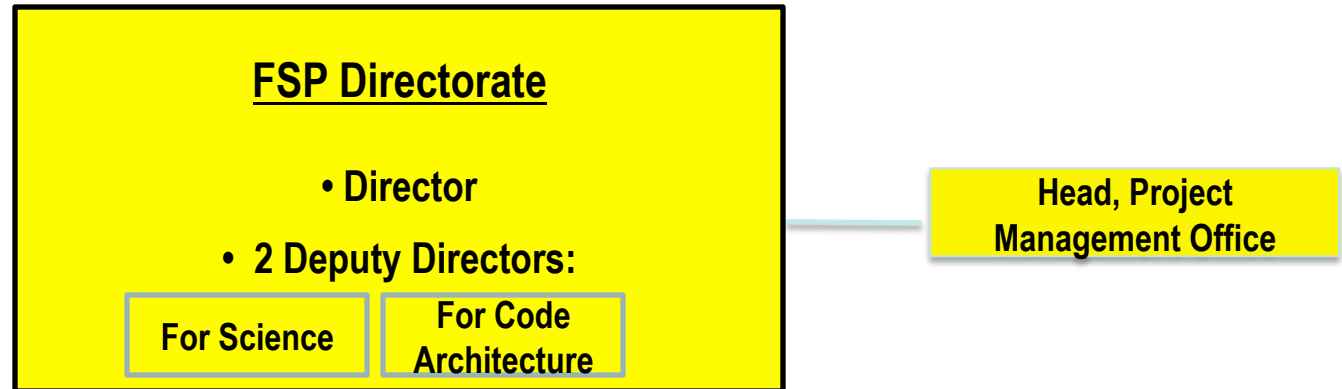 FSP Directorate
• Director
• 2 Deputy Directors:
For Science
For Code
Architecture
Head, Project
Management Office